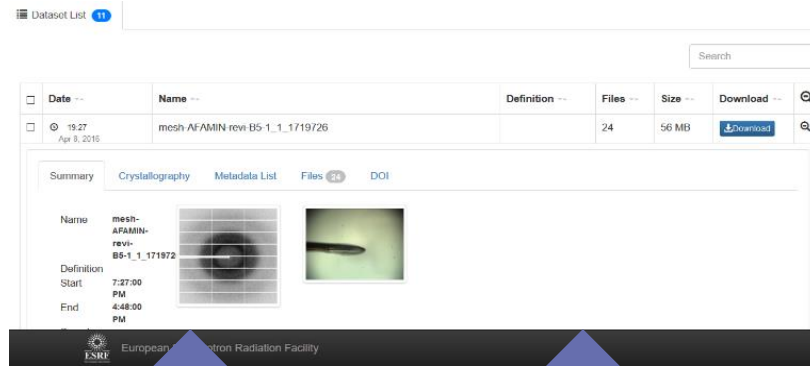 Dataset List 11
Search
Date Name Definition Files Size Download
19:27 mesh-AFAMIN-revi-B5-1_1_1719726 24 56 MB Download
Apr 8, 2016
Summary Crystallography Metadata List Files 24 DOI
Name mesh-
AFAMIN-
revi-
B5-1_1_171972
Definition
Start 7:27:00
PM
End 4:48:00
PM
ESRF European tron Radiation Facility